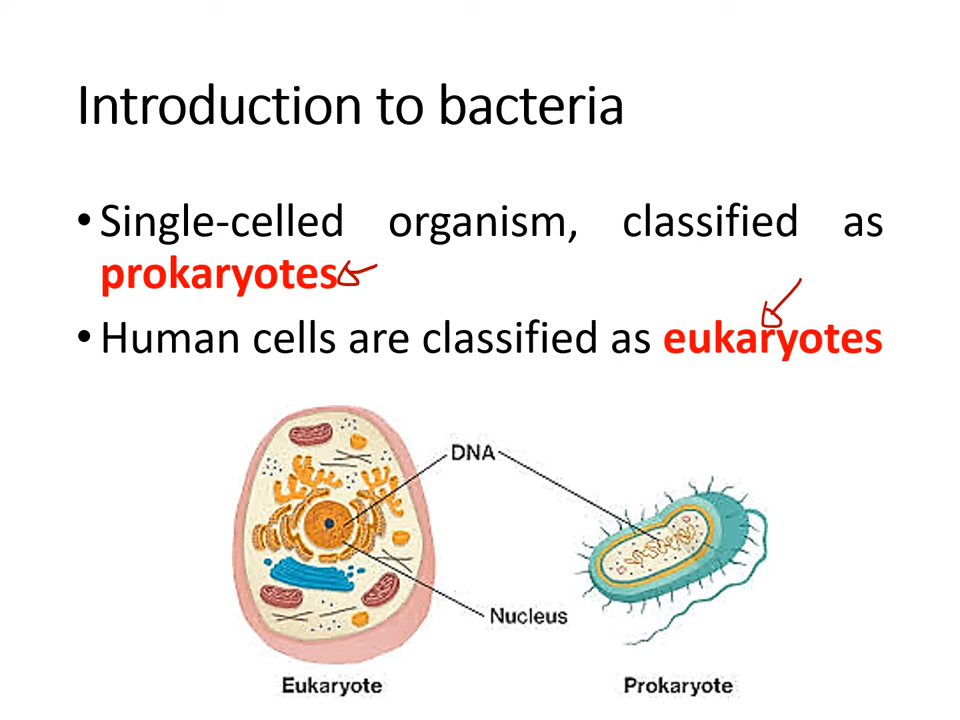 Introduction to bacteria
• Single-celled organism, classified as
prokaryotes
• Human cells are classified as eukaryotes
DNA
Nucleus
Eukaryote
Prokaryote